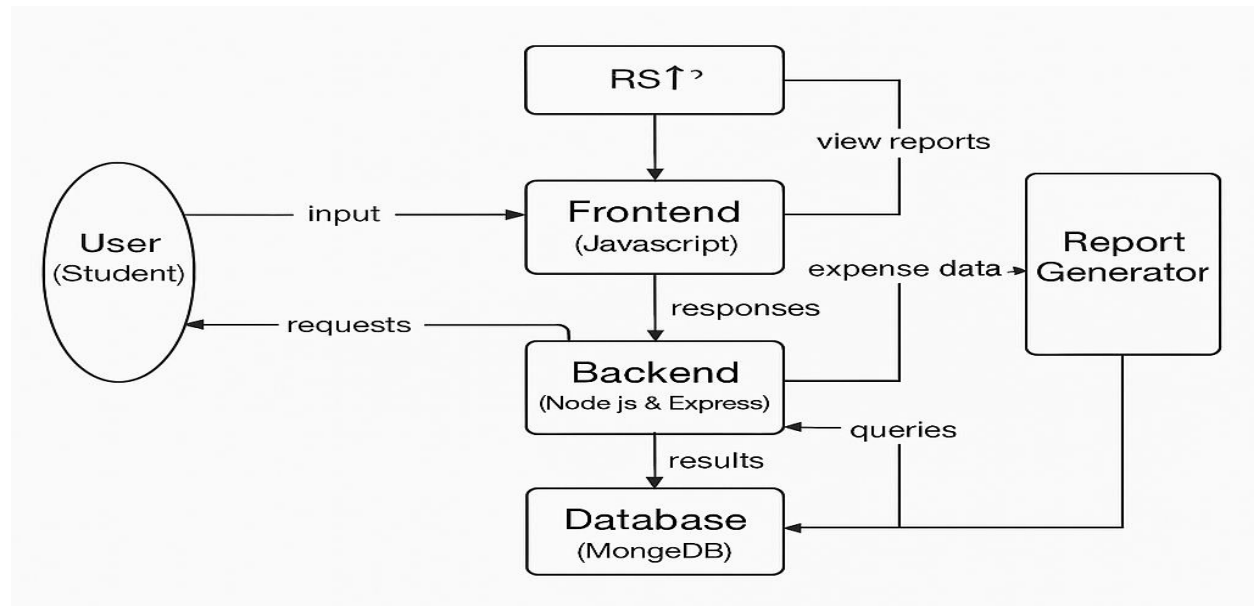 RS↑
view reports
input
Frontend
(Javascript)
User
(Student)
Report
Generator
expense data
responses
requests
Backend
(Node js & Express)
queries
results
Database
(MongeDB)